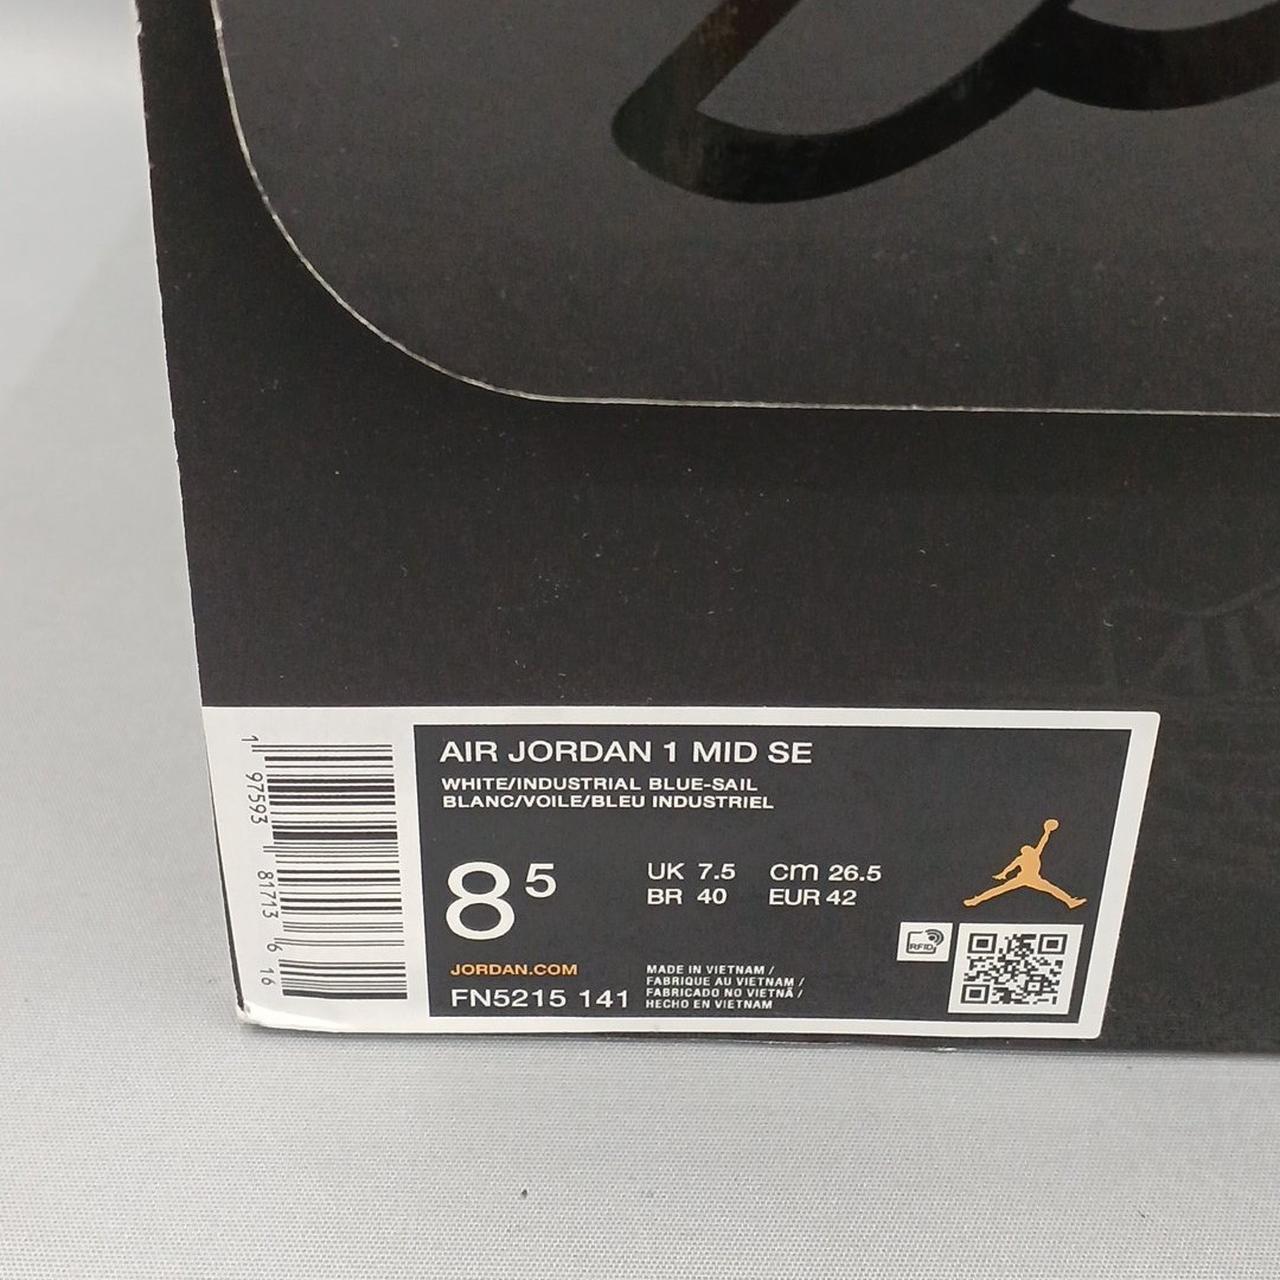 AIR JORDAN 1 MID SE
WHITE/INDUSTRIAL BLUE-SAIL
BLANC/VOILE/BLEU INDUSTRIEL
8 5
UK 7.5 cm 26.5
BR 40 EUR 42
RFID
JORDAN.COM
FN5215 141
MADE IN VIETNAM /
FABRIQUE AU VIETNAM /
FABRICADO NO VIETNÃ /
HECHO EN VIETNAM
1 97593 81713 6 16